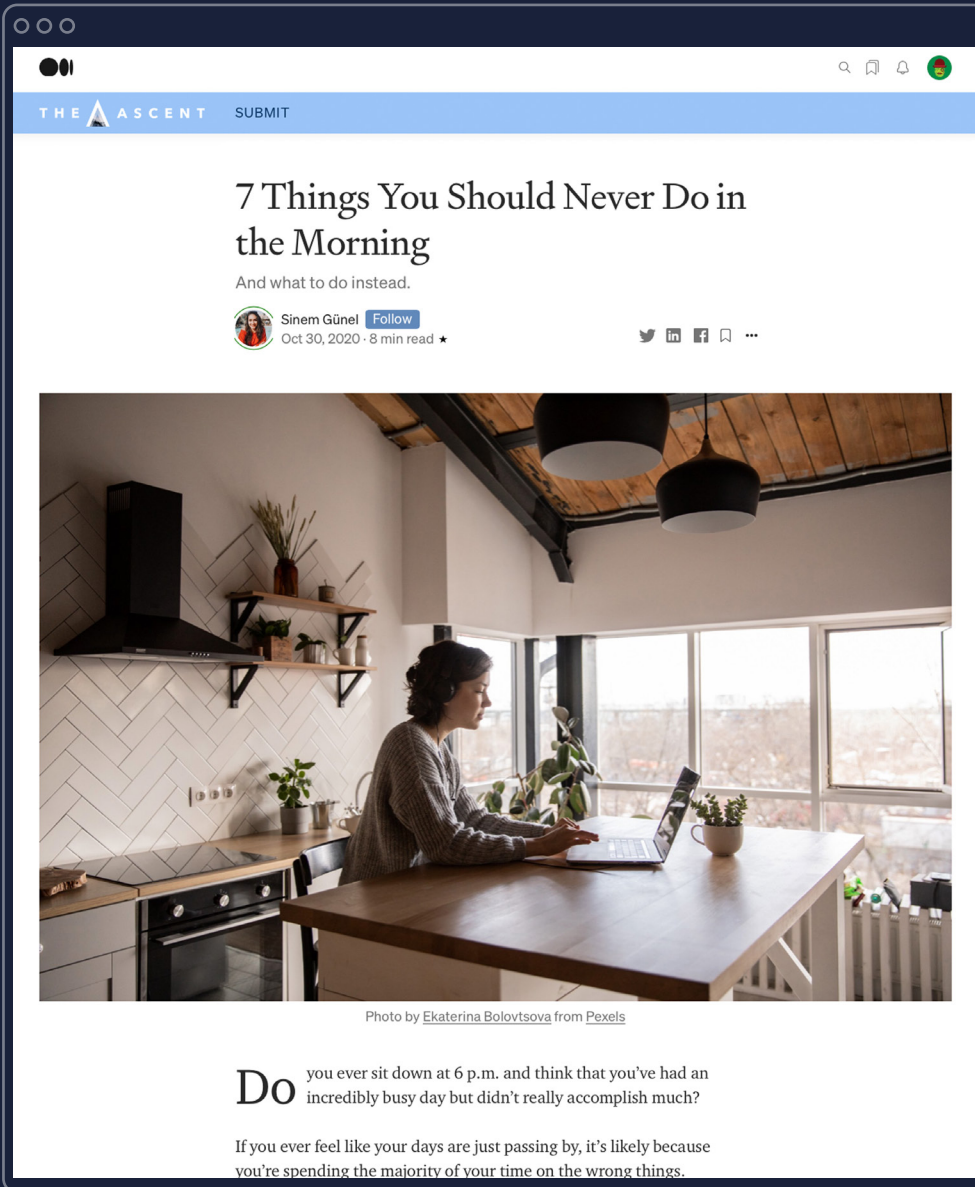 THE ASCENT
SUBMIT
7 Things You Should Never Do in
the Morning
And what to do instead.
Sinem Günel Follow
Oct 30, 2020 · 8 min read ★
Photo by Ekaterina Bolovtsova from Pexels
Do you ever sit down at 6 p.m. and think that you’ve had an
incredibly busy day but didn’t really accomplish much?
If you ever feel like your days are just passing by, it’s likely because
you’re spending the majority of your time on the wrong things.